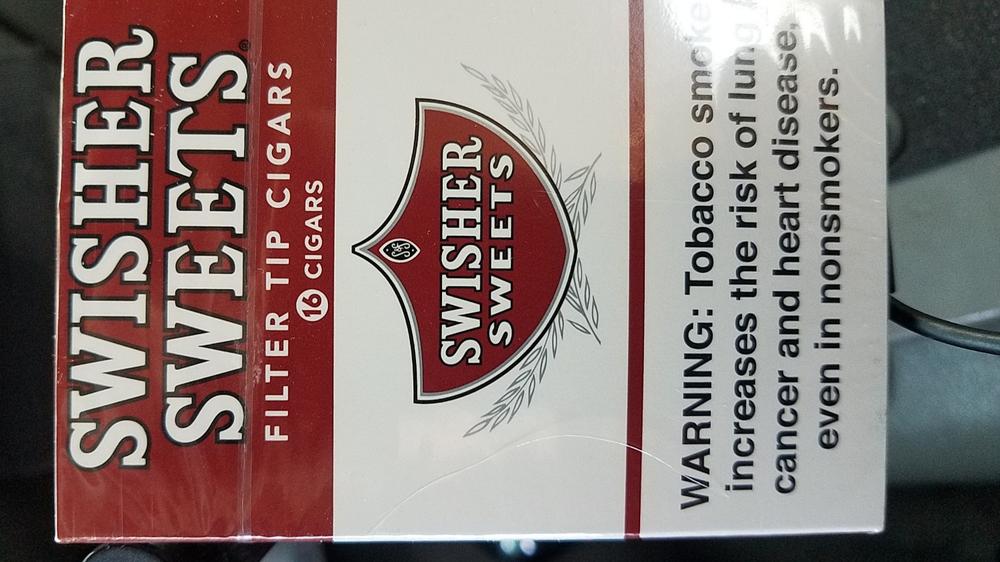 SWISHER
SWEETS®
FILTER TIP CIGARS
16 CIGARS
SWISHER
SWEETS
WARNING: Tobacco smoke
increases the risk of lung
cancer and heart disease,
even in nonsmokers.